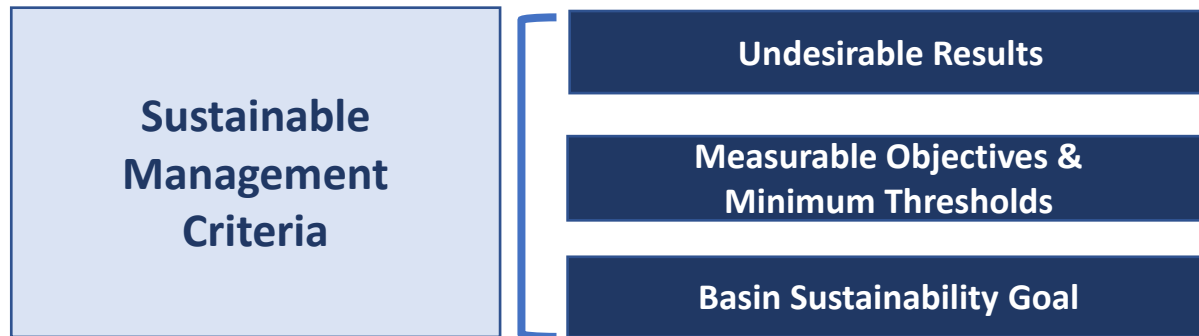 Sustainable
Management
Criteria
Undesirable Results
Measurable Objectives &
Minimum Thresholds
Basin Sustainability Goal